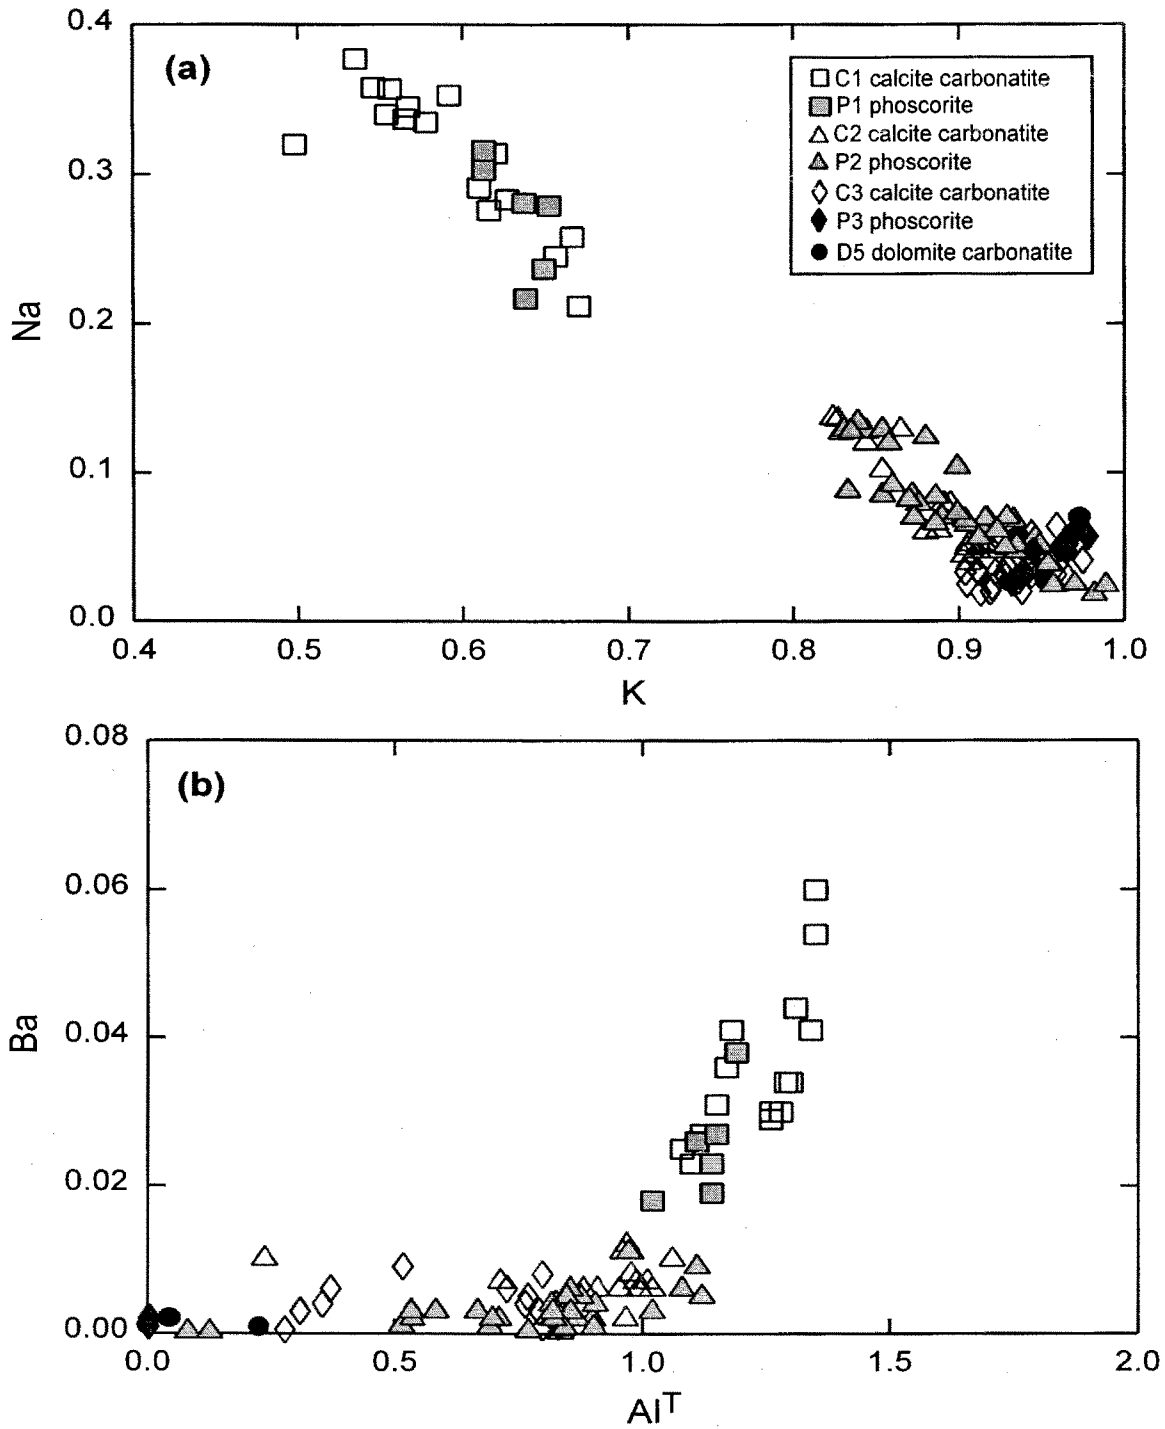 0.4
(a)
C1 calcite carbonatite
P1 phoscorite
C2 calcite carbonatite
P2 phoscorite
C3 calcite carbonatite
P3 phoscorite
D5 dolomite carbonatite
0.3
Na
0.2
0.1
0.0
0.4 0.5 0.6 0.7 0.8 0.9 1.0
K
0.08
(b)
0.06
Ba
0.04
0.02
0.00
0.0 0.5 1.0 1.5 2.0
Al^T